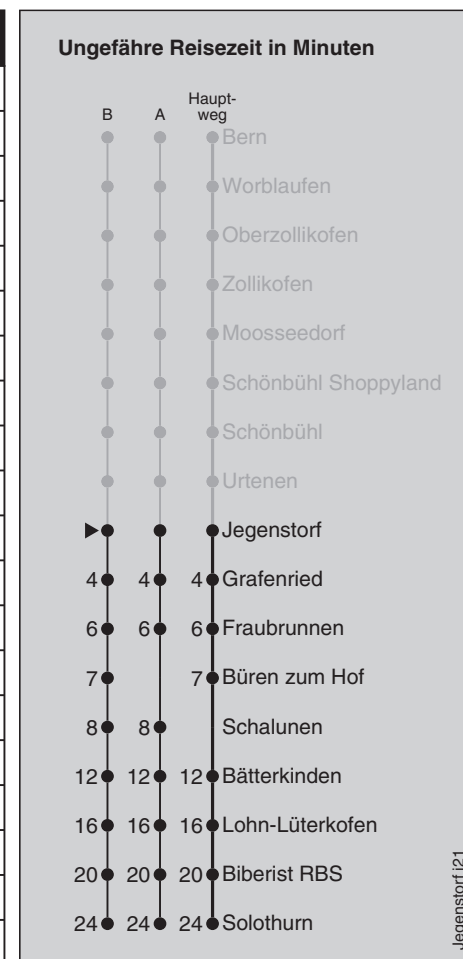 Ungefähre Reisezeit in Minuten
B A Haupt-
weg
Bern
Worblaufen
Oberzollikofen
Zollikofen
Moosseedorf
Schönbühl Shoppyland
Schönbühl
Urtenen
Jegenstorf
4 4 4 Grafenried
6 6 6 Fraubrunnen
7 7 Büren zum Hof
8 8 Schalunen
12 12 12 Bätterkinden
16 16 16 Lohn-Lüterkofen
20 20 20 Biberist RBS
24 24 24 Solothurn
Jegenstorf j21